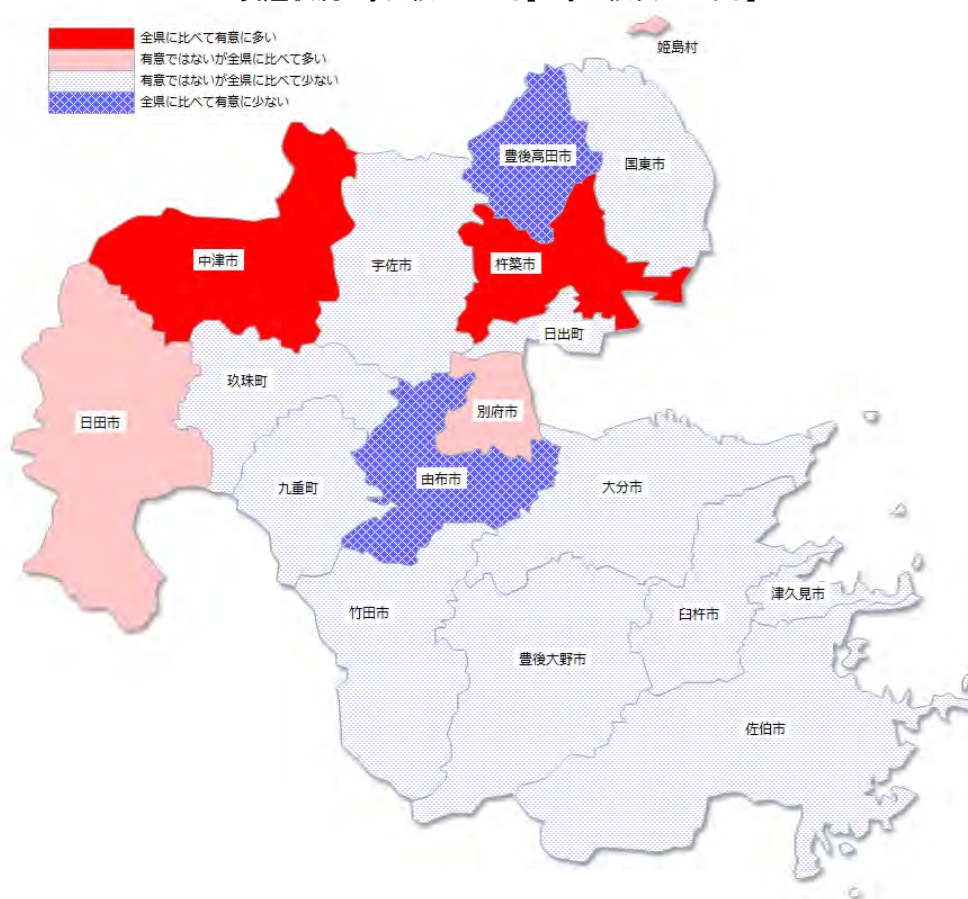 全県に比べて有意に多い
有意ではないが全県に比べて多い
有意ではないが全県に比べて少ない
全県に比べて有意に少ない
姫島村
豊後高田市
国東市
中津市
宇佐市
杵築市
日出町
玖珠町
別府市
日田市
由布市
九重町
大分市
竹田市
臼杵市
津久見市
豊後大野市
佐伯市